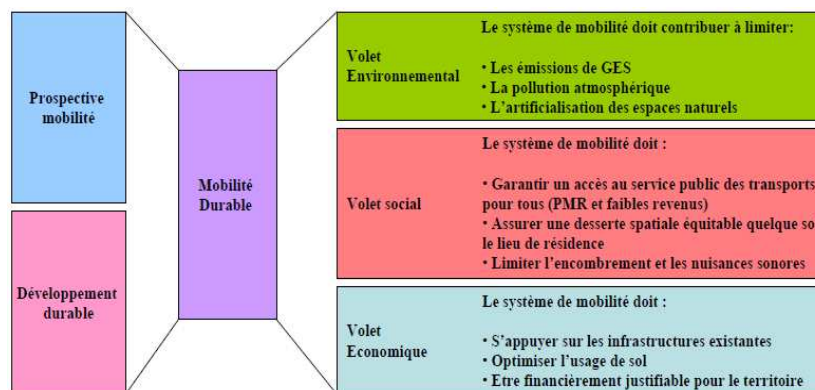 Prospective
mobilité
Développement
durable
Mobilité
Durable
Volet
Environnemental
Le système de mobilité doit contribuer à limiter:
• Les émissions de GES
• La pollution atmosphérique
• L'artificialisation des espaces naturels
Volet social
Le système de mobilité doit :
• Garantir un accès au service public des transports
pour tous (PMR et faibles revenus)
• Assurer une desserte spatiale équitable quelque so
le lieu de résidence
• Limiter l'encombrement et les nuisances sonores
Volet
Economique
Le système de mobilité doit :
• S'appuyer sur les infrastructures existantes
• Optimiser l'usage de sol
• Etre financièrement justifiable pour le territoire